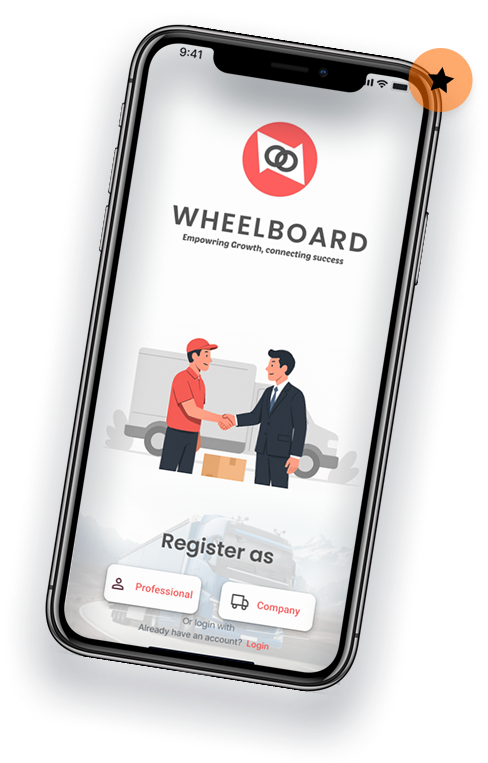 9:41
WHEELBOARD
Empowring Growth, connecting success
Register as
Professional
Company
Or login with
Already have an account? Login